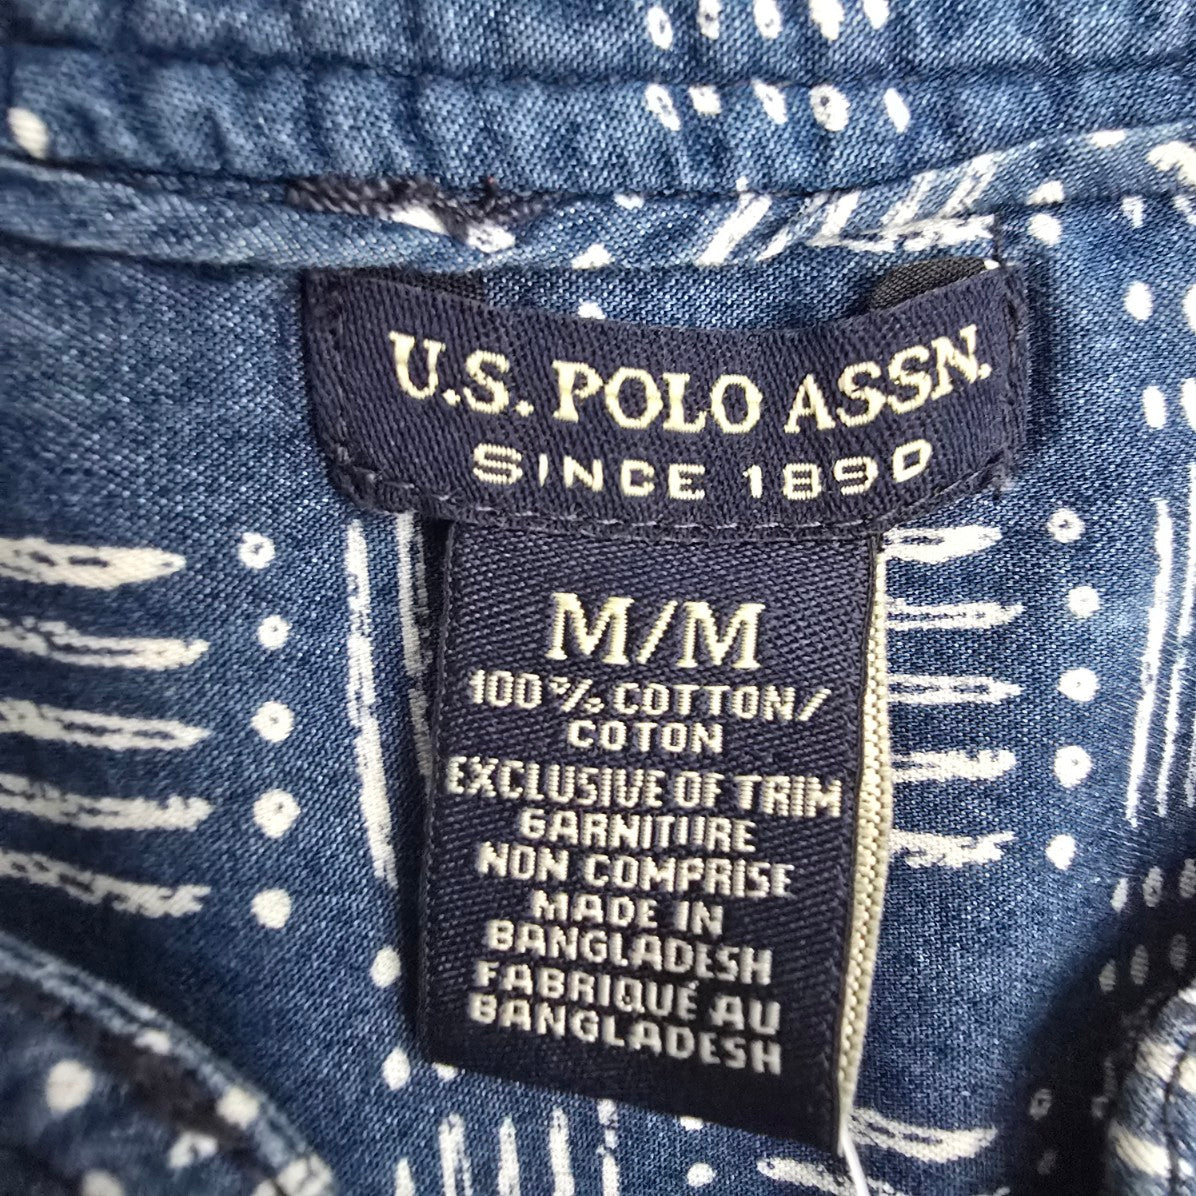 U.S. POLO ASSN.
SINCE 1890
M/M
100% COTTON/
COTON
EXCLUSIVE OF TRIM
GARNITURE
NON COMPRISE
MADE IN
BANGLADESH
FABRIQUÉ AU
BANGLADESH